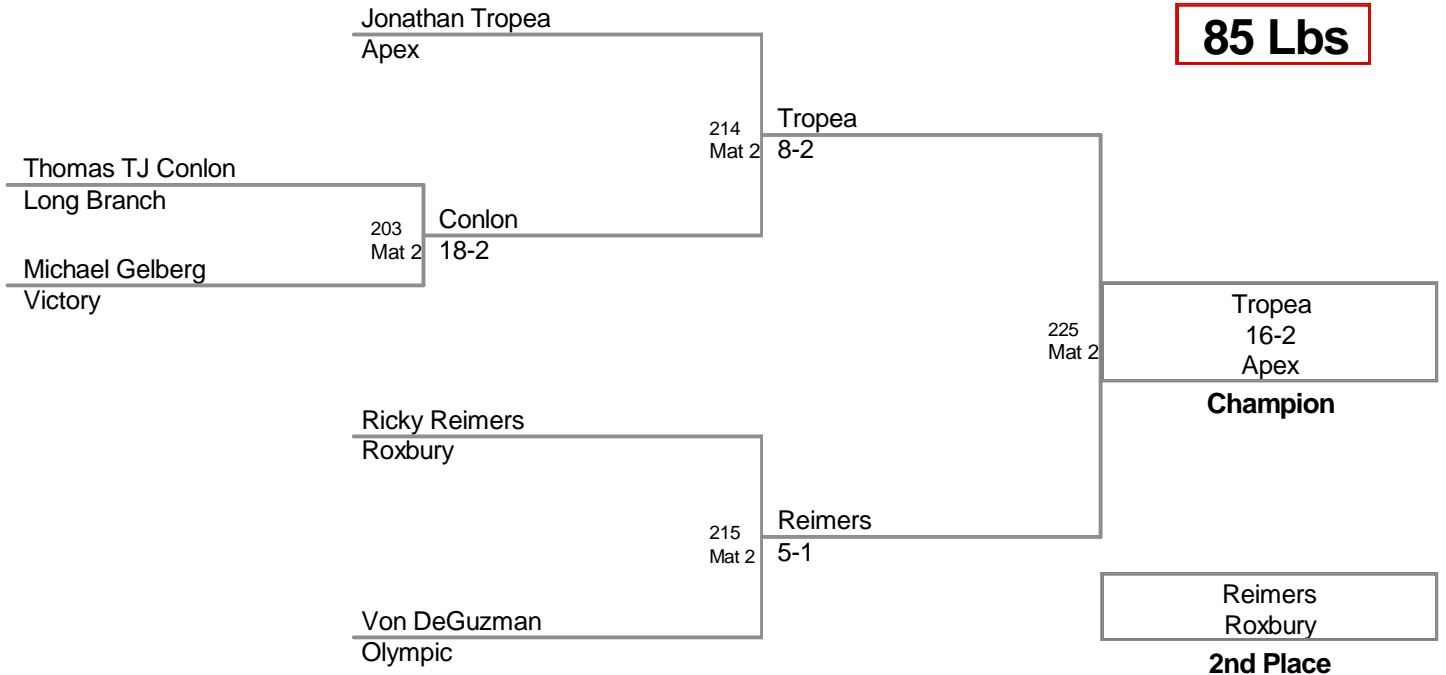 Jonathan Tropea
Apex
85 Lbs
214
Mat 2
Tropea
8-2
Thomas TJ Conlon
Long Branch
203
Mat 2
Conlon
18-2
Michael Gelberg
Victory
225
Mat 2
Tropea
16-2
Apex
Champion
Ricky Reimers
Roxbury
215
Mat 2
Reimers
5-1
Von DeGuzman
Olympic
Reimers
Roxbury
2nd Place